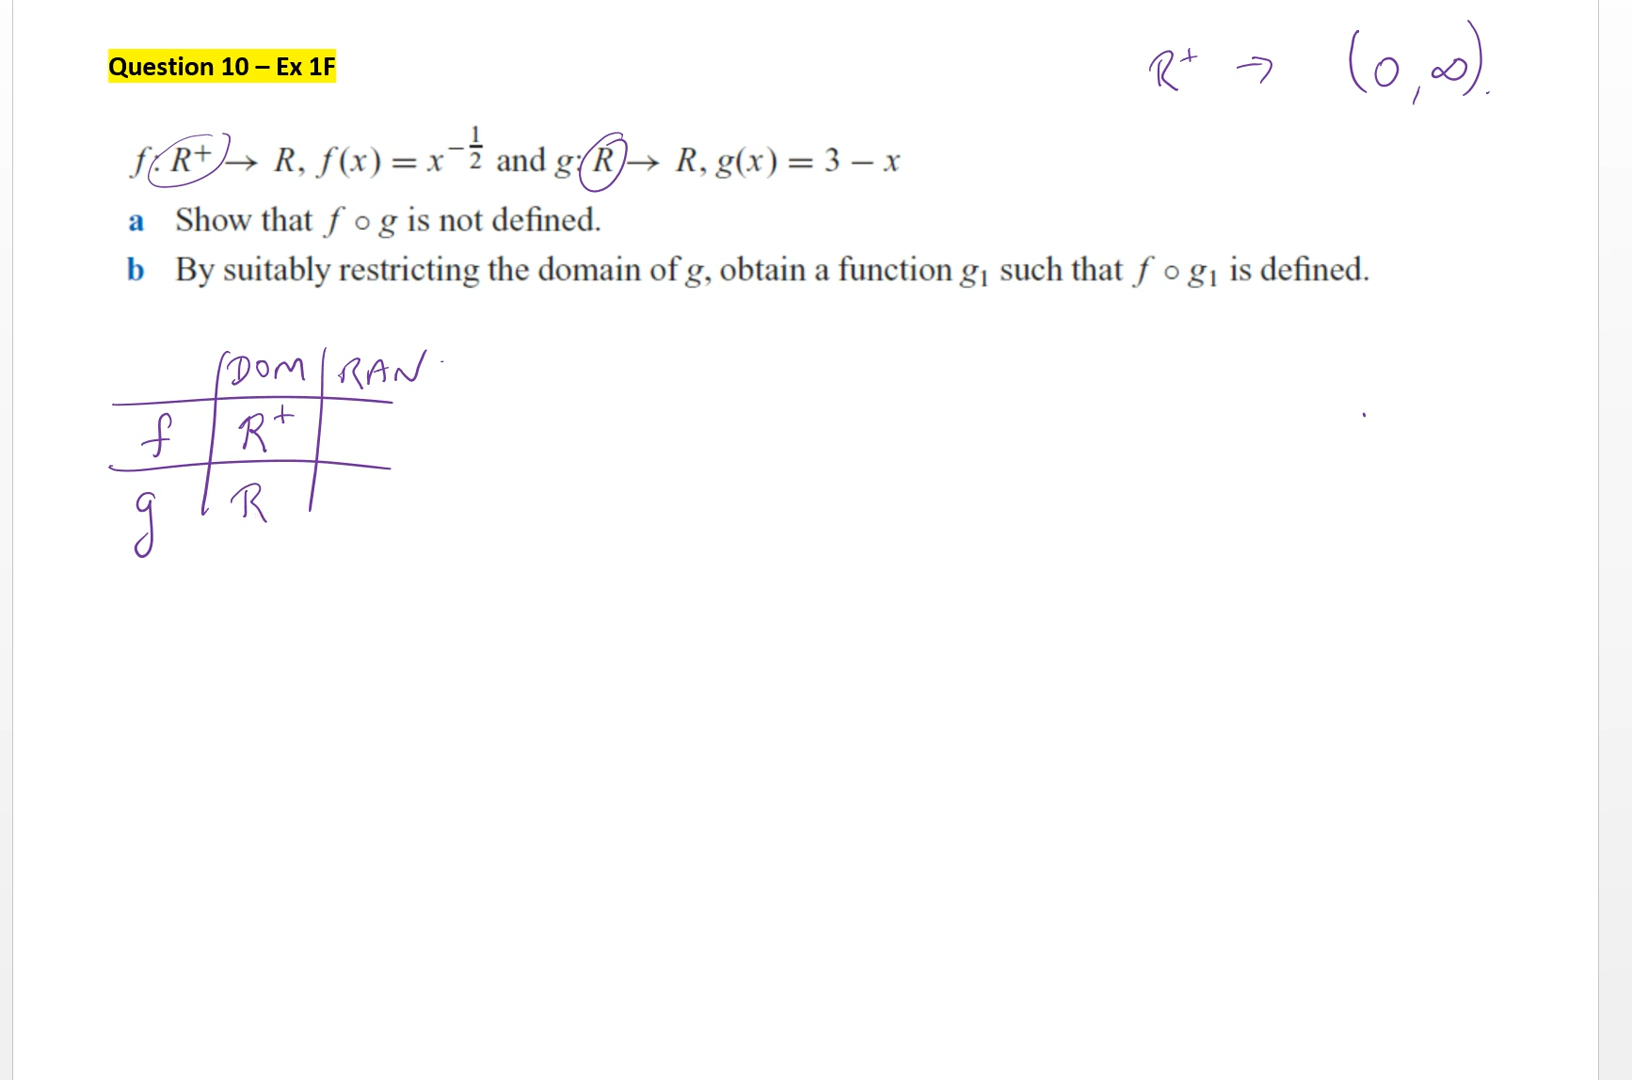 Question 10 – Ex 1F
R⁺ → (0, ∞).
f: R⁺ → R, f(x) = x^(-1/2) and g: R → R, g(x) = 3 – x
a Show that f ∘ g is not defined.
b By suitably restricting the domain of g, obtain a function g₁ such that f ∘ g₁ is defined.
DOM RAN
f R⁺
g R